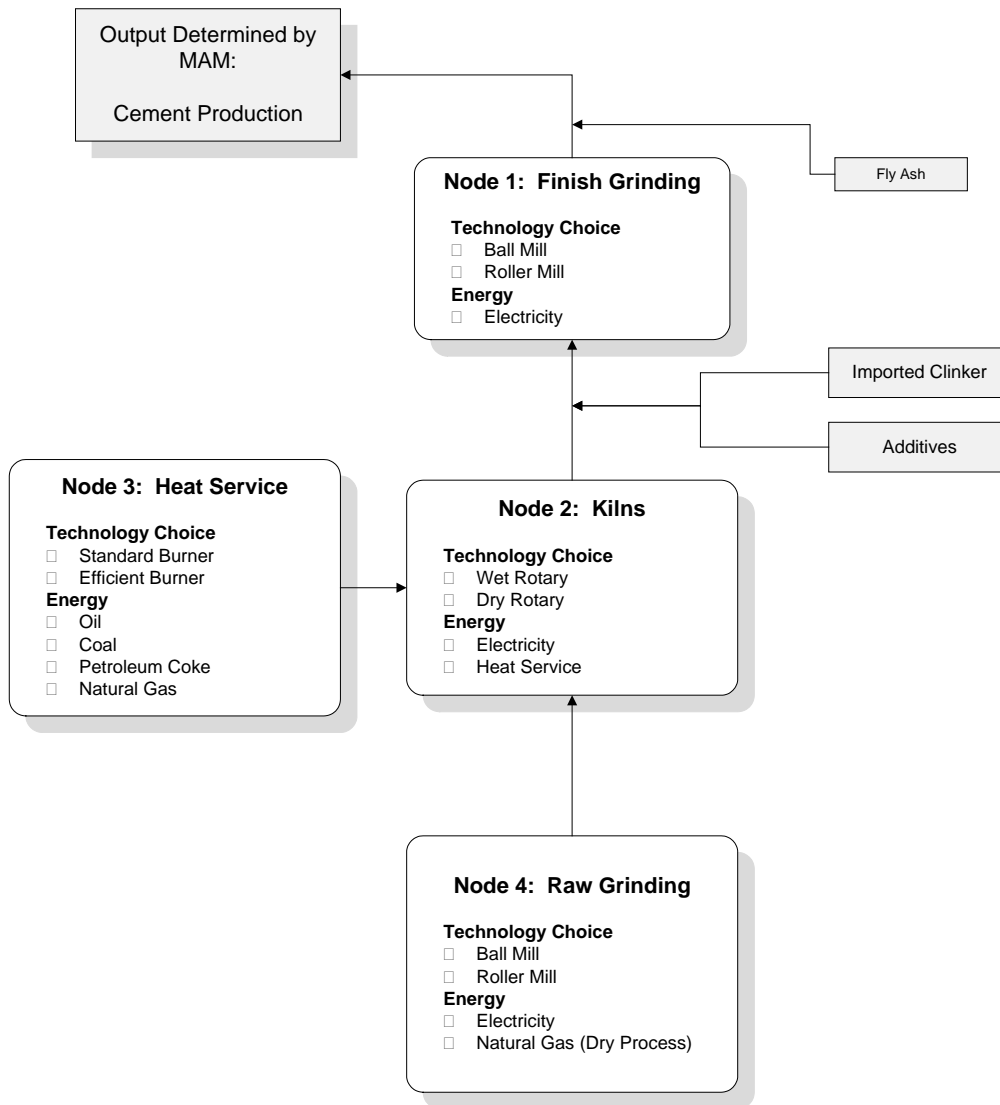 Output Determined by
MAM:
Cement Production
Fly Ash
Node 1: Finish Grinding
Technology Choice
Ball Mill
Roller Mill
Energy
Electricity
Imported Clinker
Additives
Node 3: Heat Service
Technology Choice
Standard Burner
Efficient Burner
Energy
Oil
Coal
Petroleum Coke
Natural Gas
Node 2: Kilns
Technology Choice
Wet Rotary
Dry Rotary
Energy
Electricity
Heat Service
Node 4: Raw Grinding
Technology Choice
Ball Mill
Roller Mill
Energy
Electricity
Natural Gas (Dry Process)